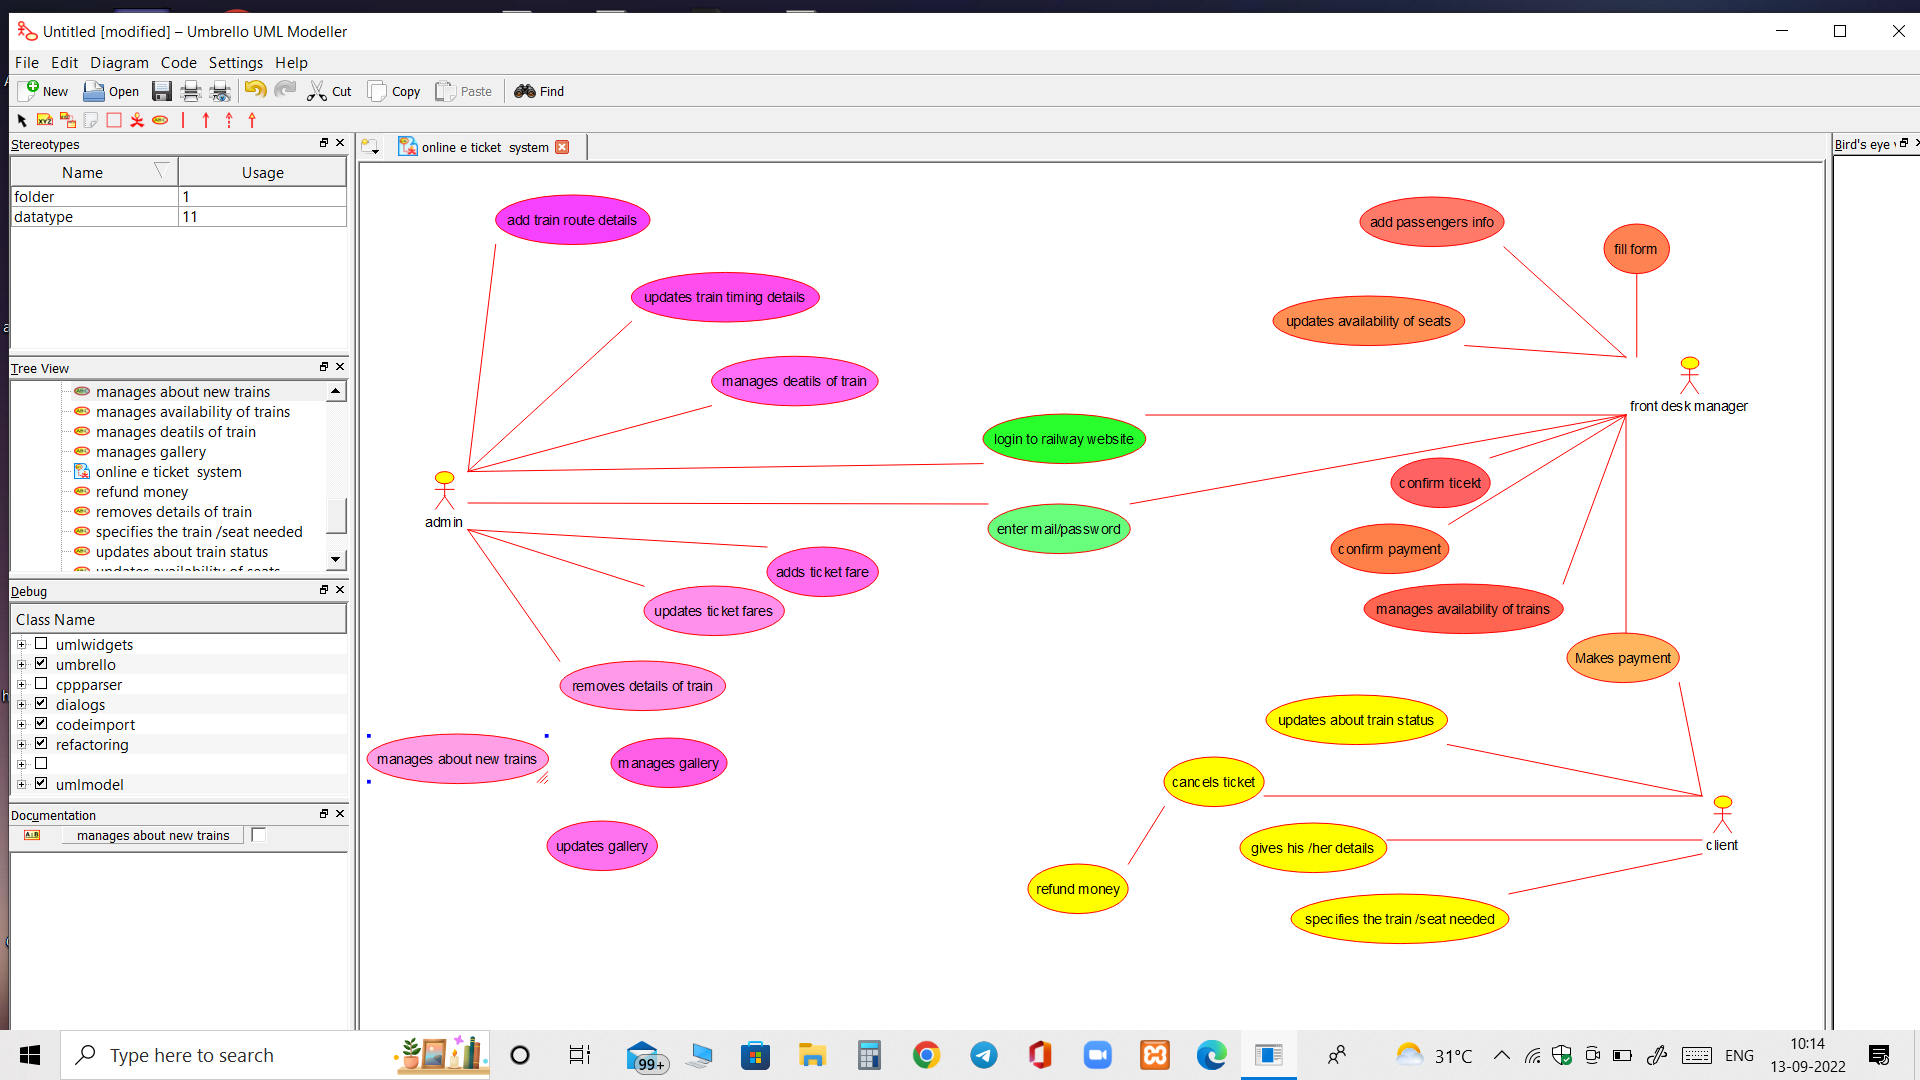 Untitled [modified] – Umbrello UML Modeller
File Edit Diagram Code Settings Help
New Open Cut Copy Paste Find
Stereotypes
Name Usage
folder 1
datatype 11
Tree View
manages about new trains
manages availability of trains
manages deatils of train
manages gallery
online e ticket system
refund money
removes details of train
specifies the train /seat needed
updates about train status
updates availability of seats
Debug
Class Name
umlwidgets
umbrello
cppparser
dialogs
codeimport
refactoring
umlmodel
Documentation
manages about new trains
online e ticket system
Bird's eye
add train route details
updates train timing details
manages deatils of train
admin
login to railway website
enter mail/password
adds ticket fare
updates ticket fares
removes details of train
manages about new trains
manages gallery
updates gallery
add passengers info
fill form
updates availability of seats
front desk manager
confirm ticekt
confirm payment
manages availability of trains
Makes payment
updates about train status
cancels ticket
client
gives his /her details
refund money
specifies the train /seat needed
Type here to search
99+
31°C
ENG
10:14
13-09-2022